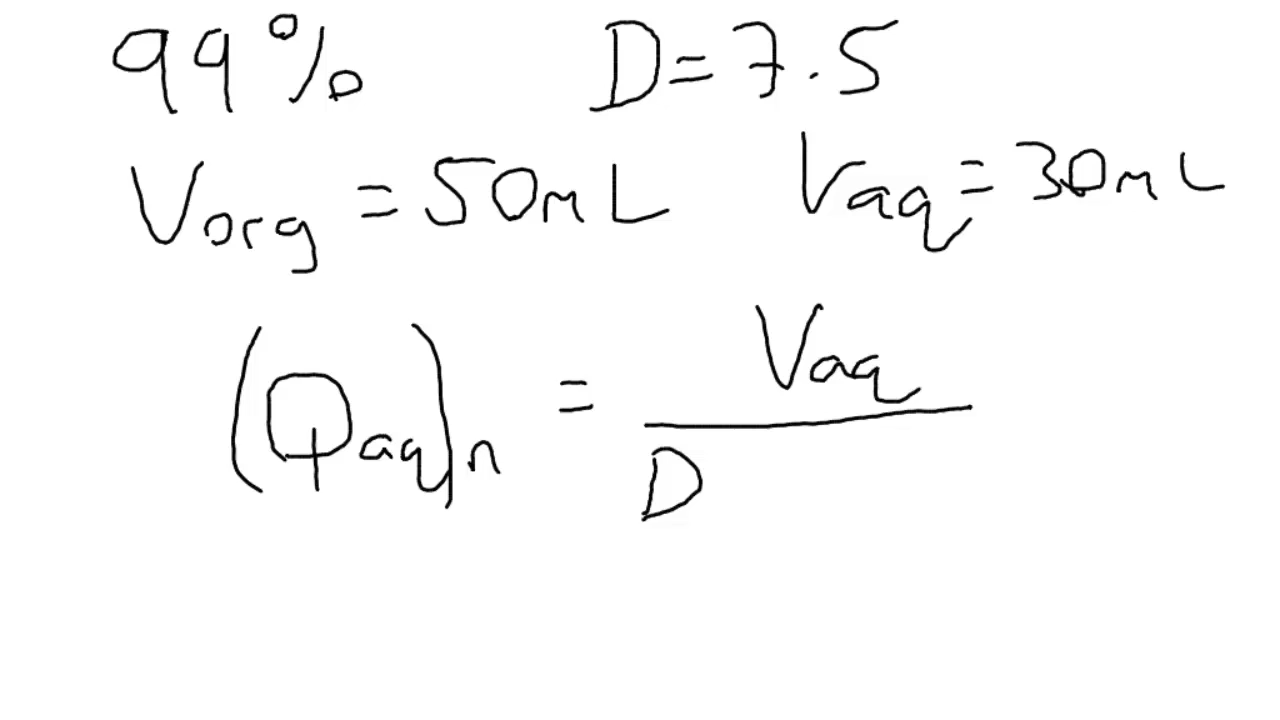 99% D=7.5
Vorg = 50mL Vaq = 30mL
(Qaq)n = Vaq
D